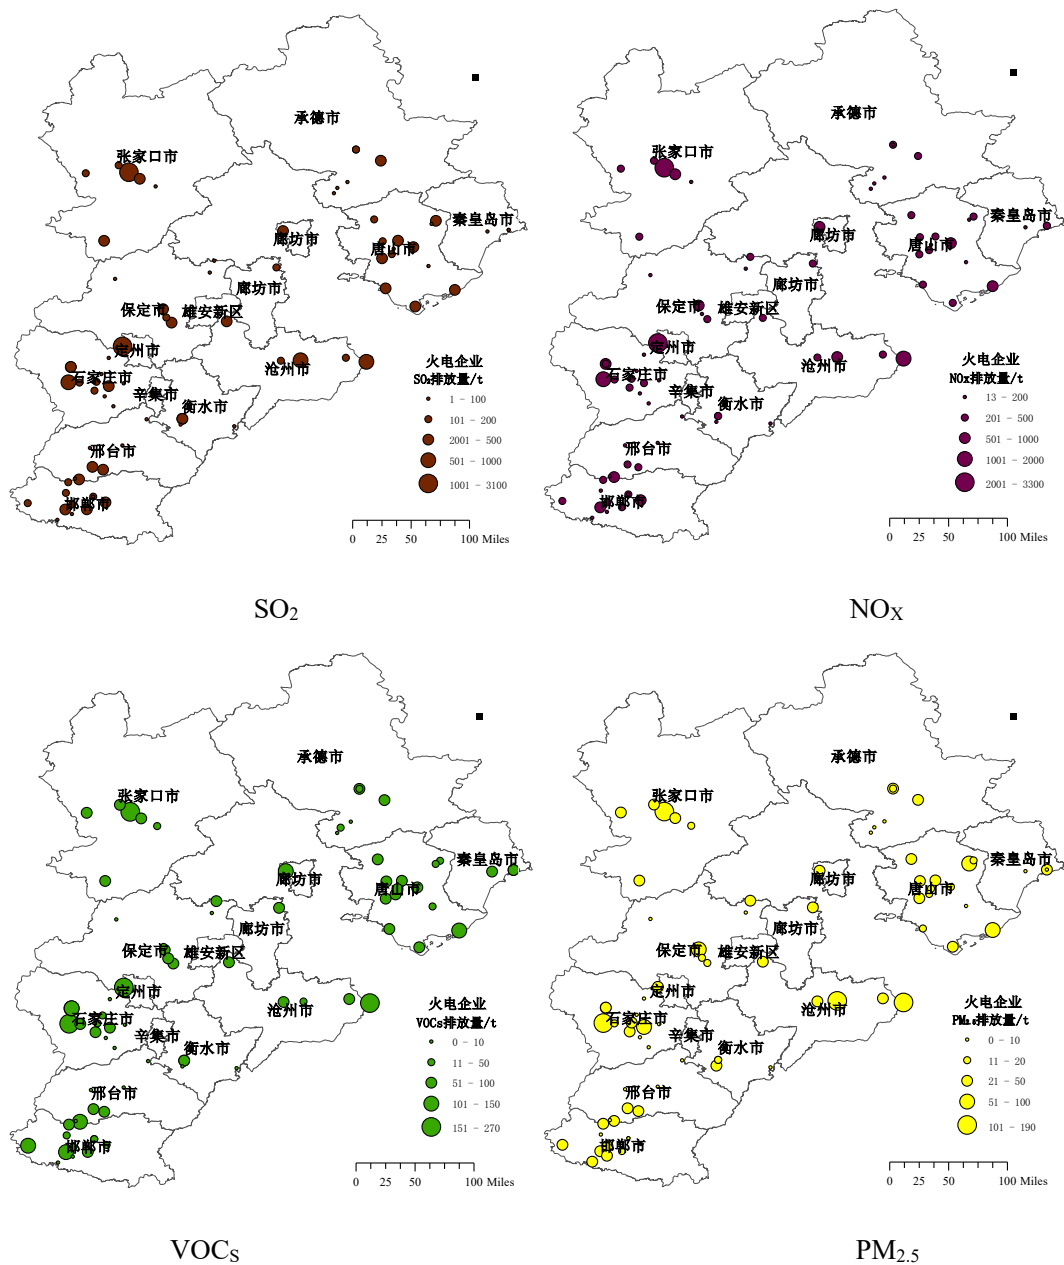 承德市
张家口市
秦皇岛市
唐山市
廊坊市
廊坊市
保定市
雄安新区
定州市
沧州市
石家庄市
辛集市
衡水市
邢台市
邯郸市
火电企业
SO₂排放量/t
1 - 100
101 - 200
2001 - 500
501 - 1000
1001 - 3100
0 25 50 100 Miles
SO₂
承德市
张家口市
秦皇岛市
唐山市
廊坊市
廊坊市
保定市
雄安新区
定州市
沧州市
石家庄市
辛集市
衡水市
邢台市
邯郸市
火电企业
NOx排放量/t
13 - 200
201 - 500
501 - 1000
1001 - 2000
2001 - 3300
0 25 50 100 Miles
NOX
承德市
张家口市
秦皇岛市
唐山市
廊坊市
廊坊市
保定市
雄安新区
定州市
沧州市
石家庄市
辛集市
衡水市
邢台市
邯郸市
火电企业
VOCs排放量/t
0 - 10
11 - 50
51 - 100
101 - 150
151 - 270
0 25 50 100 Miles
VOCS
承德市
张家口市
秦皇岛市
唐山市
廊坊市
廊坊市
保定市
雄安新区
定州市
沧州市
石家庄市
辛集市
衡水市
邢台市
邯郸市
火电企业
PM₂.₅排放量/t
0 - 10
11 - 20
21 - 50
51 - 100
101 - 190
0 25 50 100 Miles
PM₂.₅